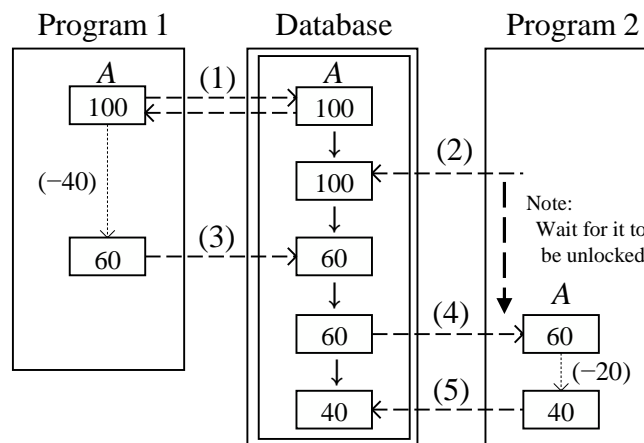 Program 1 Database Program 2
A A
(1)
100 100
(2)
100
(−40)
Note:
Wait for it to
be unlocked
(3)
60 60
A
(4)
60 60
(−20)
(5)
40 40